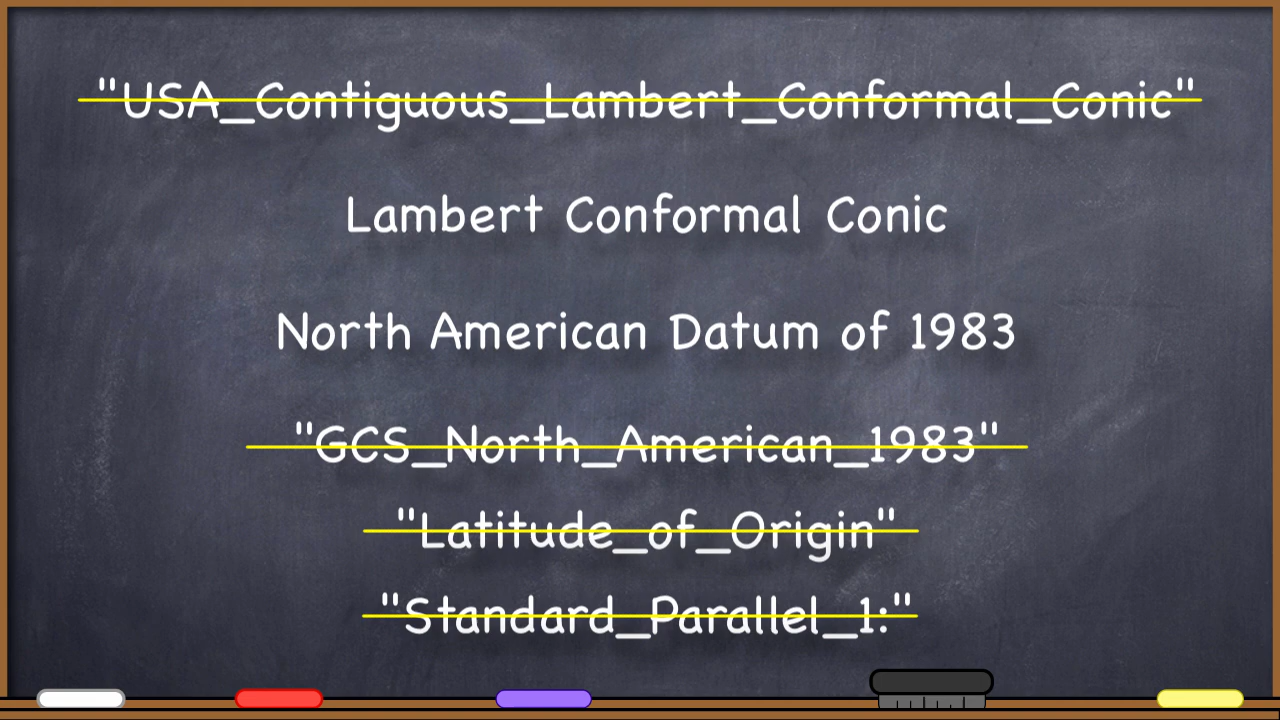 "USA_Contiguous_Lambert_Conformal_Conic"
Lambert Conformal Conic
North American Datum of 1983
"GCS_North_American_1983"
"Latitude_of_Origin"
"Standard_Parallel_1:"